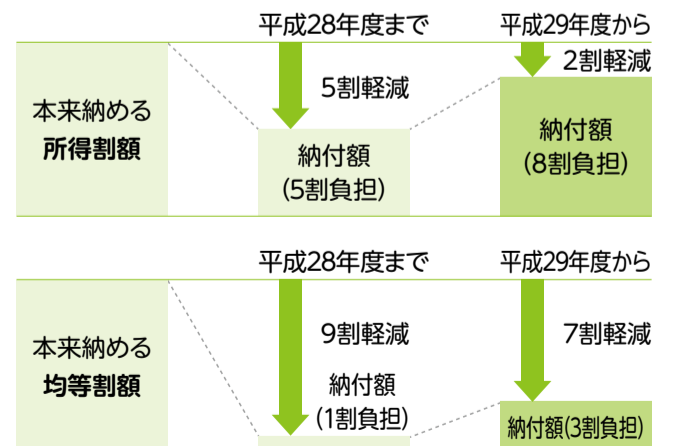 平成28年度まで
平成29年度から
5割軽減
2割軽減
本来納める
所得割額
納付額
(5割負担)
納付額
(8割負担)
平成28年度まで
平成29年度から
9割軽減
7割軽減
本来納める
均等割額
納付額
(1割負担)
納付額(3割負担)